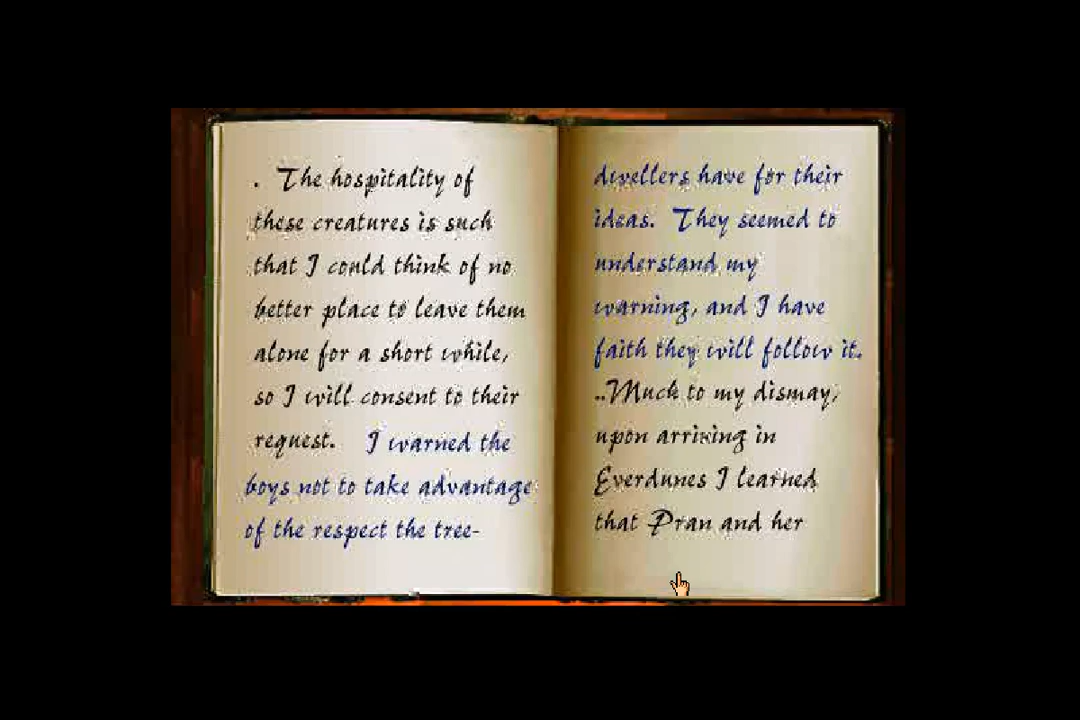 . The hospitality of
these creatures is such
that I could think of no
better place to leave them
alone for a short while,
so I will consent to their
request. I warned the
boys not to take advantage
of the respect the tree-
dwellers have for their
ideas. They seemed to
understand my
warning, and I have
faith they will follow it.
..Much to my dismay,
upon arriving in
Everdunes I learned
that Pran and her